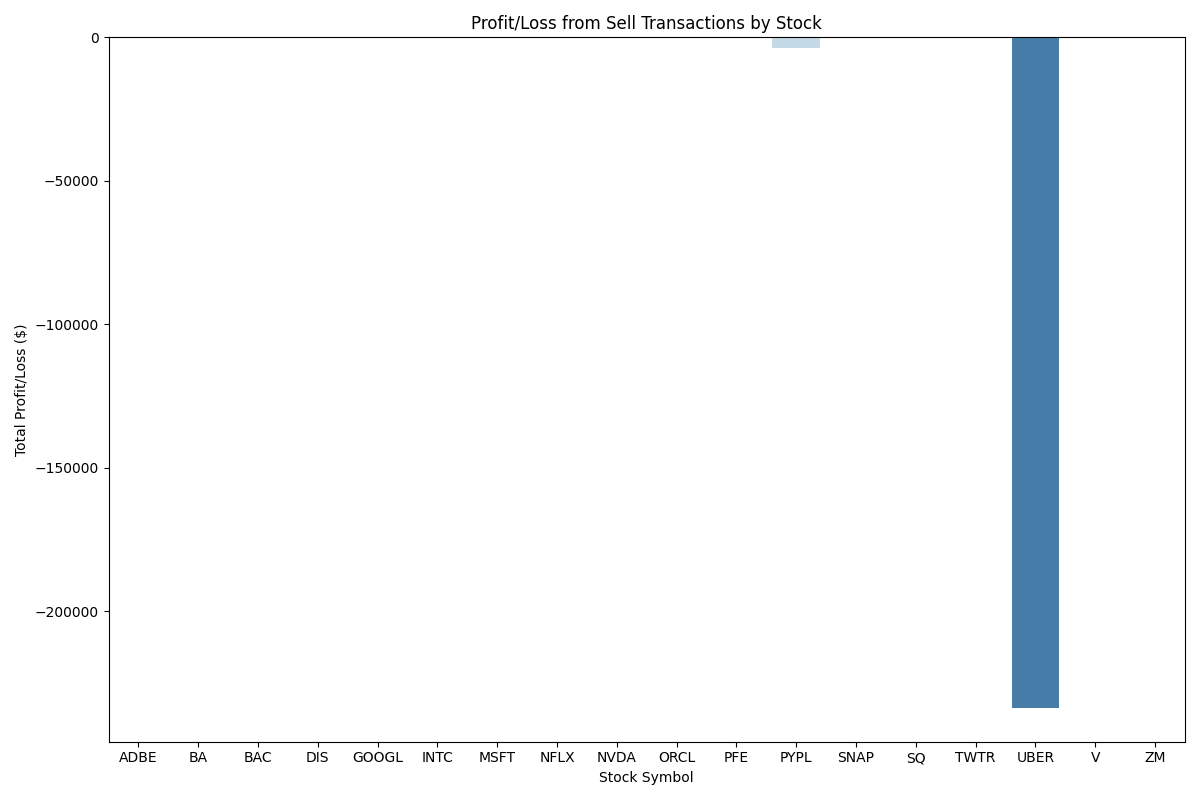 Profit/Loss from Sell Transactions by Stock
Total Profit/Loss ($)
0
−50000
−100000
−150000
−200000
ADBE BA BAC DIS GOOGL INTC MSFT NFLX NVDA ORCL PFE PYPL SNAP SQ TWTR UBER V ZM
Stock Symbol